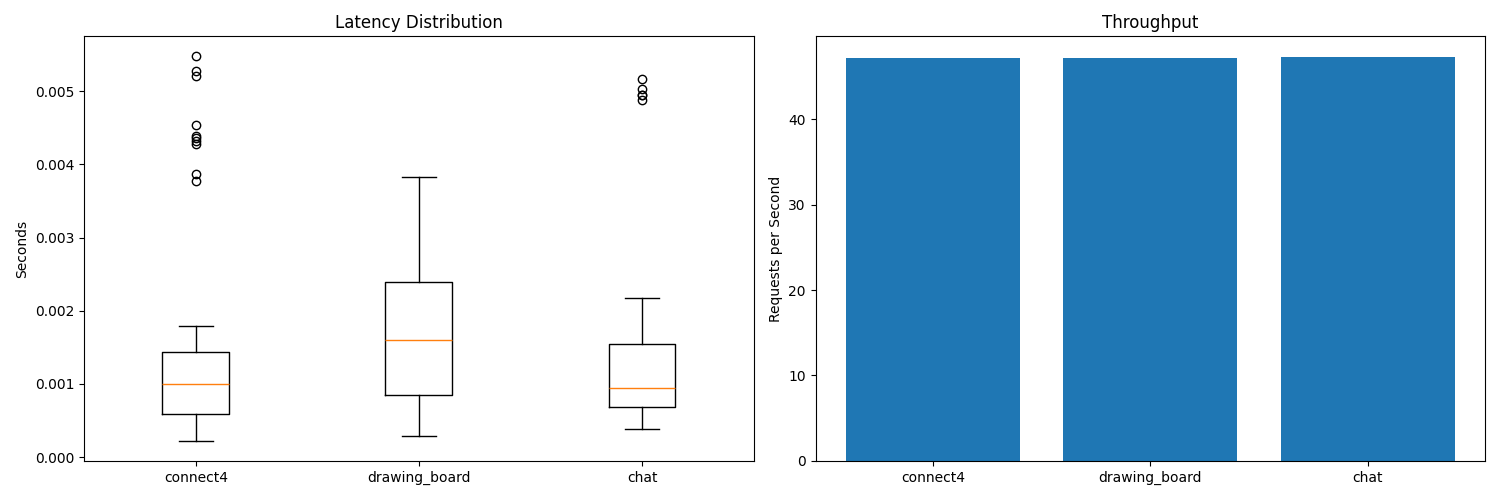 Latency Distribution
Seconds
0.005
0.004
0.003
0.002
0.001
0.000
connect4 drawing_board chat
Throughput
Requests per Second
40
30
20
10
0
connect4 drawing_board chat